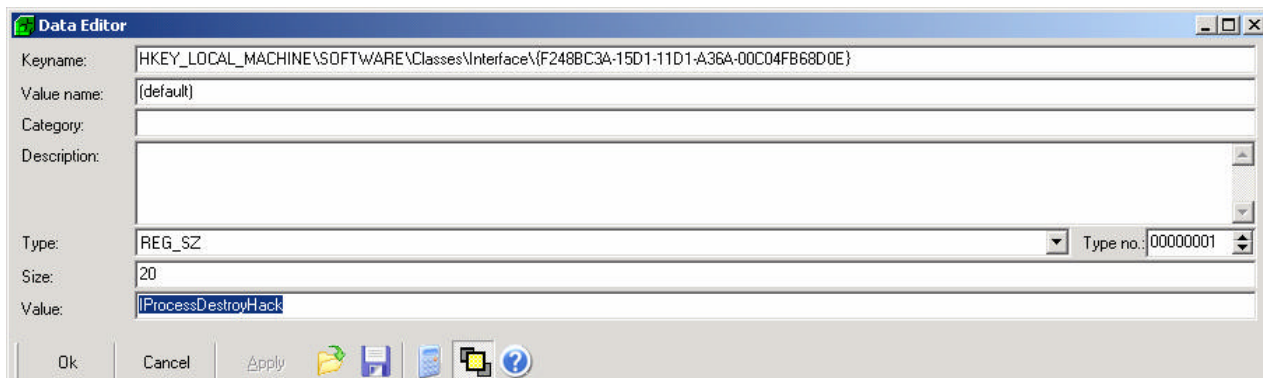 Data Editor
Keyname: HKEY_LOCAL_MACHINE\SOFTWARE\Classes\Interface\{F248BC3A-15D1-11D1-A36A-00C04FB68D0E}
Value name: (default)
Category:
Description:
Type: REG_SZ Type no.: 00000001
Size: 20
Value: IProcessDestroyHack
Ok Cancel Apply ?